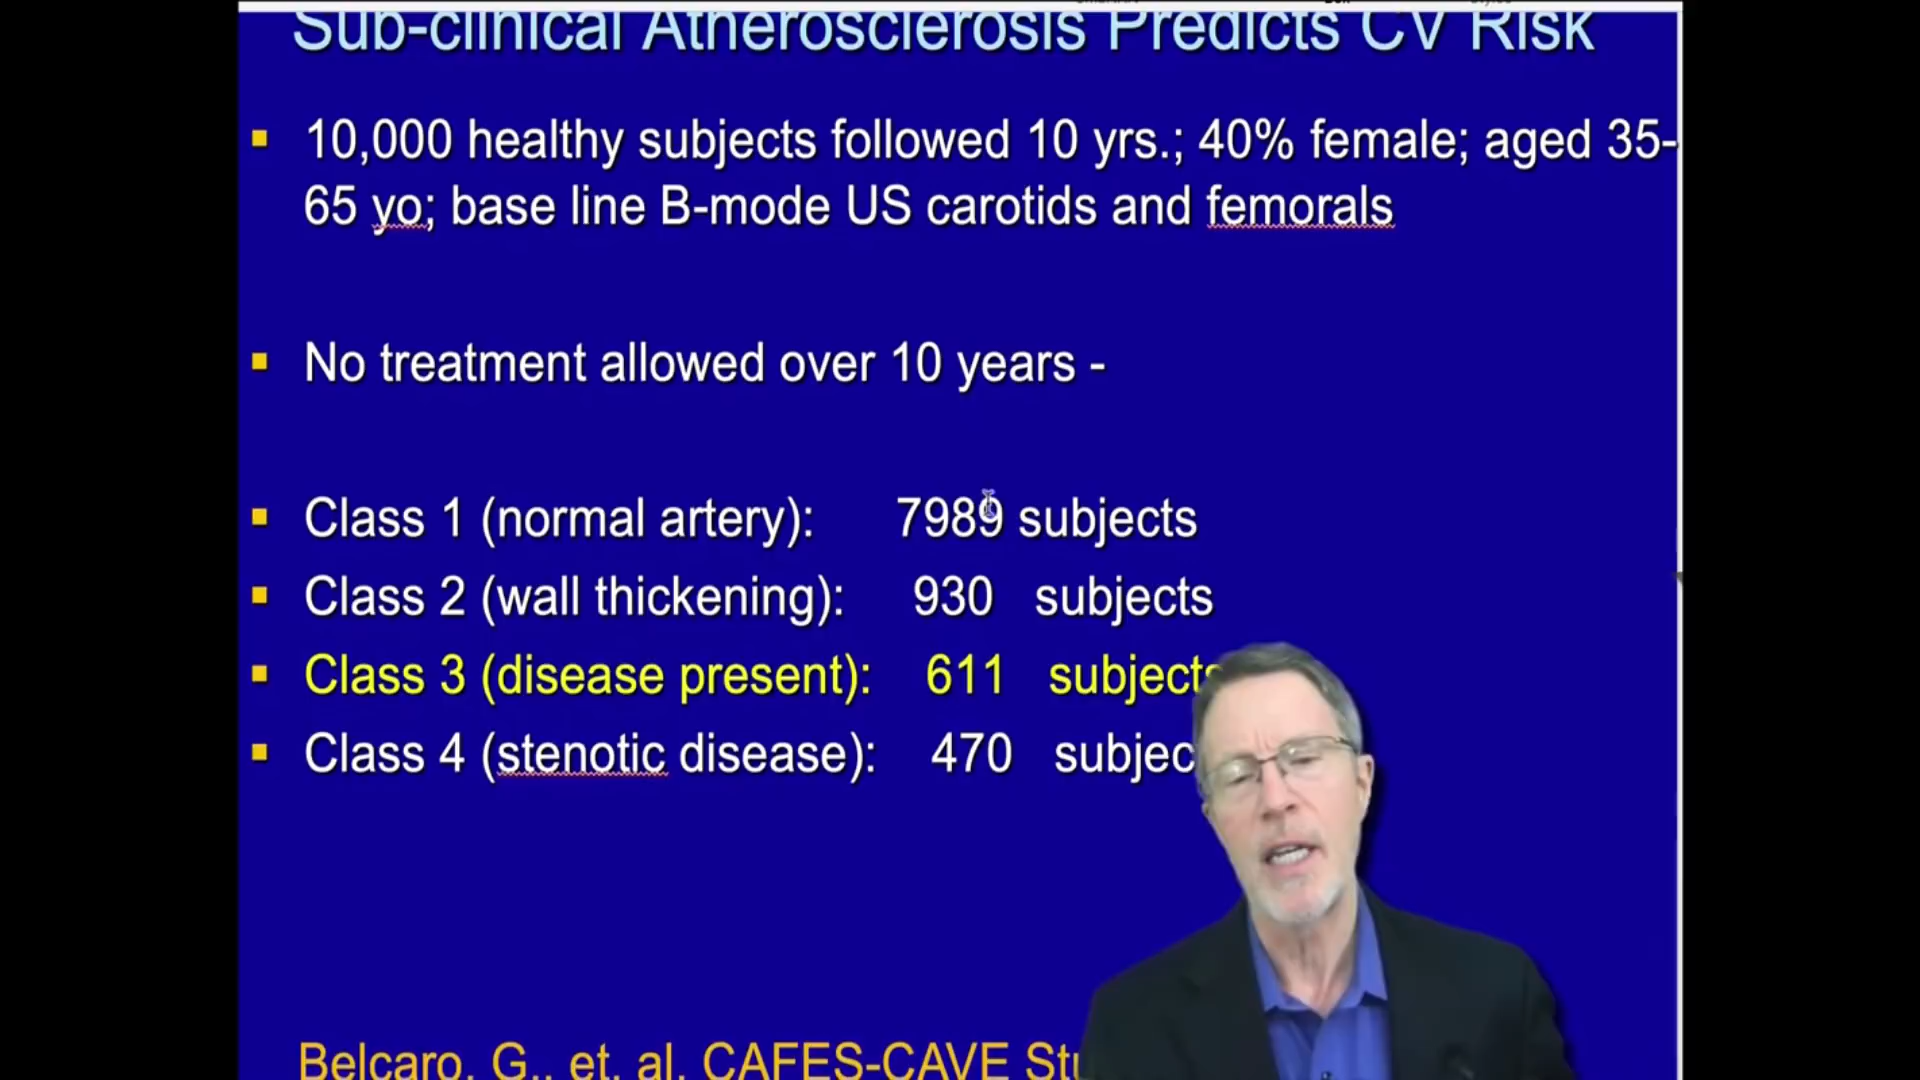 Sub-clinical Atherosclerosis Predicts CV Risk
10,000 healthy subjects followed 10 yrs.; 40% female; aged 35-
65 yo; base line B-mode US carotids and femorals
No treatment allowed over 10 years -
Class 1 (normal artery): 7989 subjects
Class 2 (wall thickening): 930 subjects
Class 3 (disease present): 611 subjects
Class 4 (stenotic disease): 470 subjec
Belcaro, G., et. al. CAFES-CAVE Stu